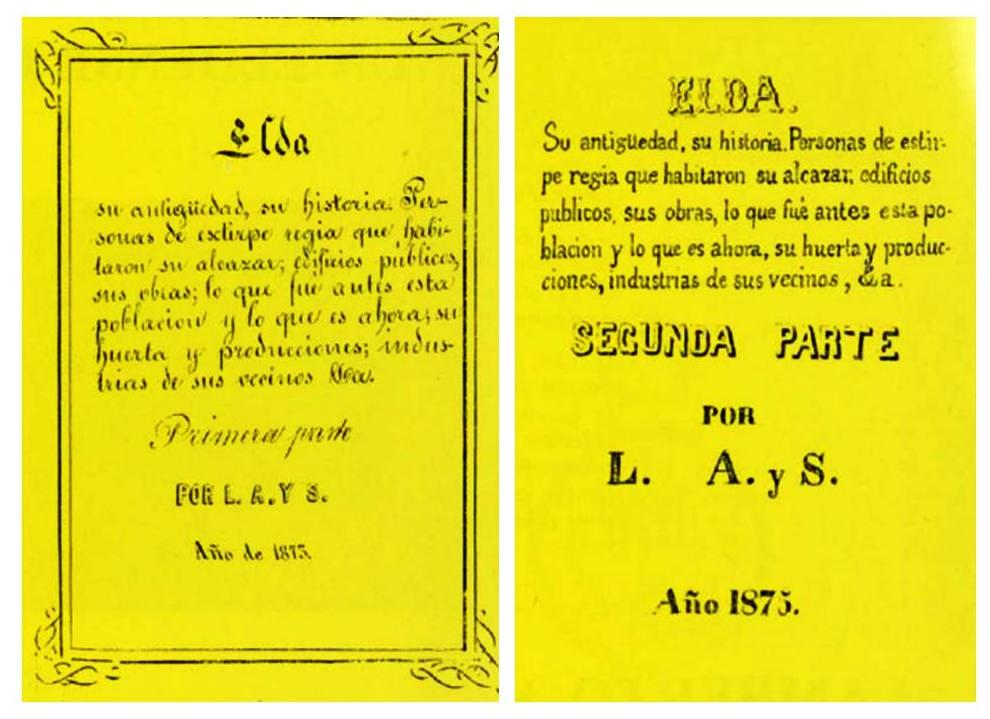 Elda
su antigüedad, su historia. Per-
sonas de extirpe regia que habi-
taron su alcazar; edificios públicos,
sus obras; lo que fue antes esta
poblacion y lo que es ahora; su
huerta y producciones; indus-
trias de sus vecinos &a.
Primera parte
POR L. A. Y S.
Año de 1875.
ELDA.
Su antigüedad, su historia. Personas de estir-
pe regia que habitaron su alcazar, edificios
publicos, sus obras, lo que fué antes esta po-
blacion y lo que es ahora, su huerta y produc-
ciones, industrias de sus vecinos, &a.
SEGUNDA PARTE
POR
L. A. y S.
Año 1875.